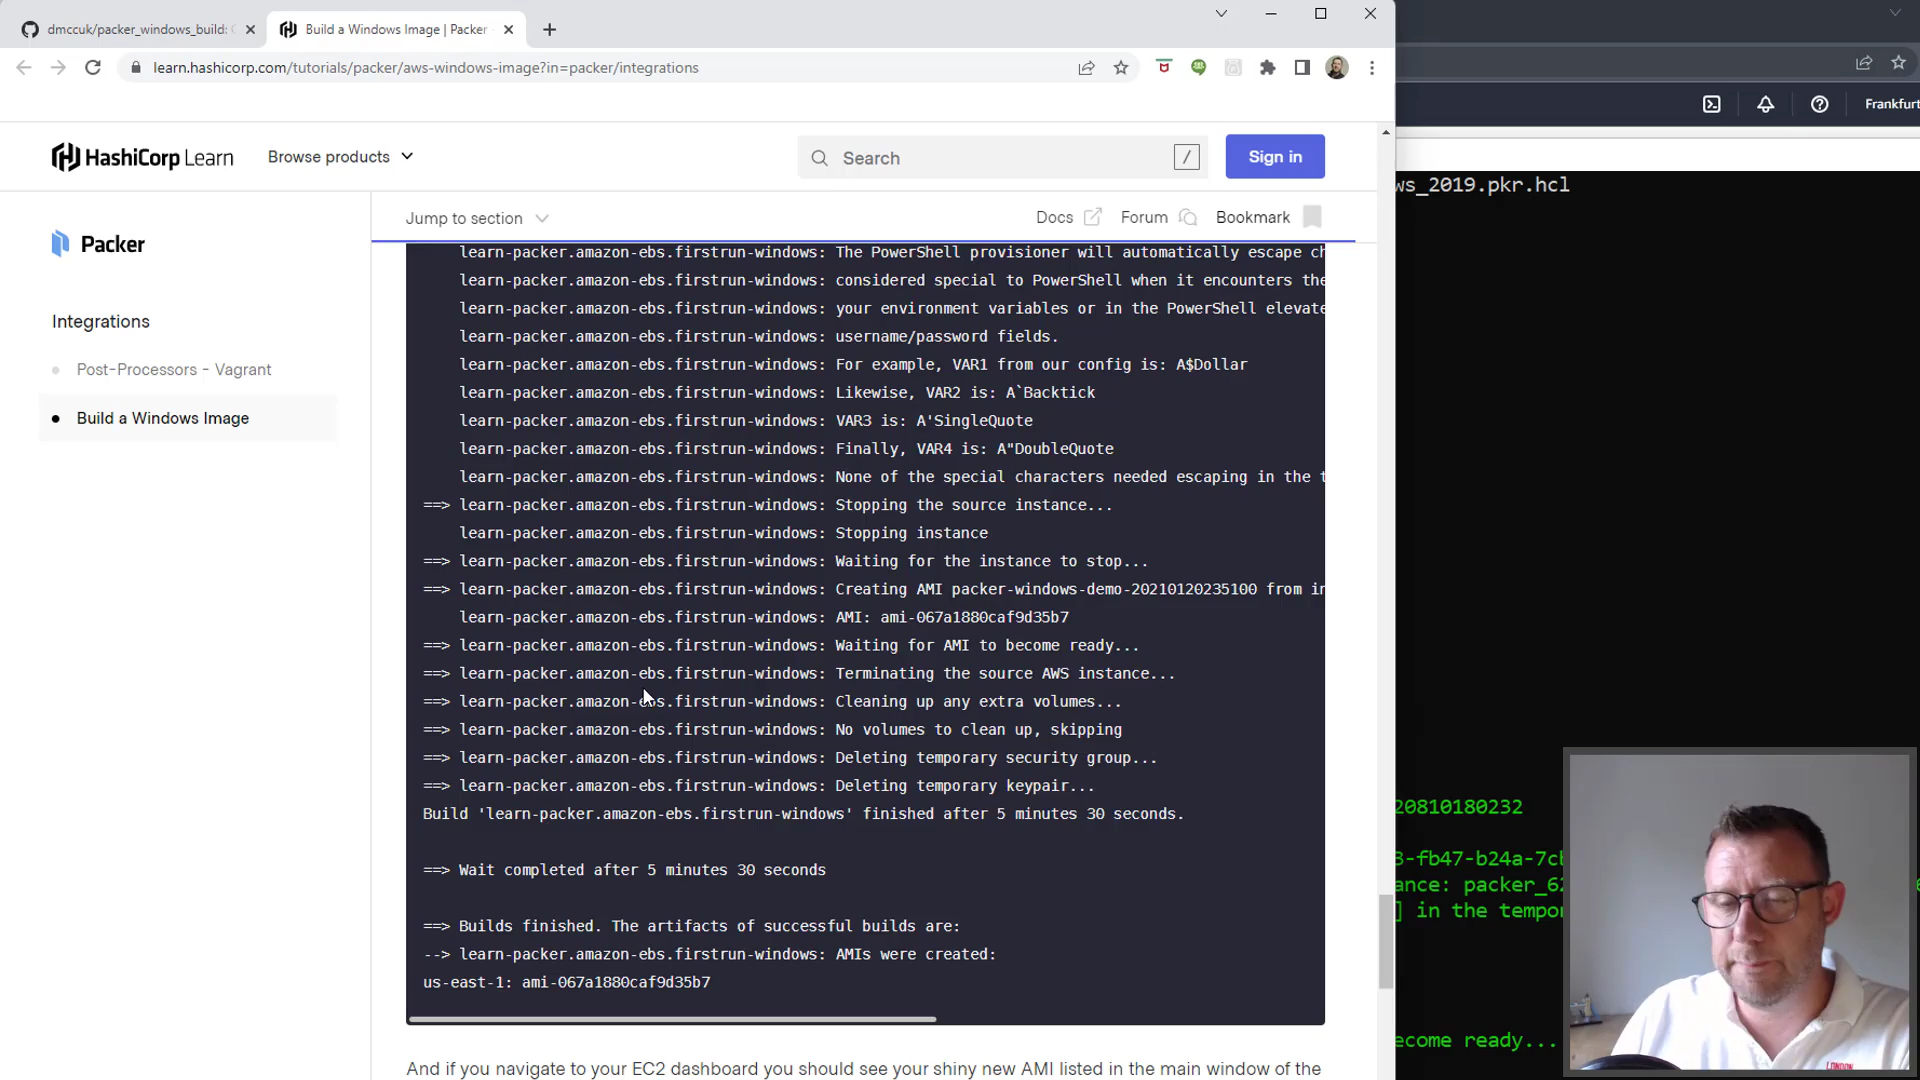 dmccuk/packer_windows_build:
Build a Windows Image | Packer
learn.hashicorp.com/tutorials/packer/aws-windows-image?in=packer/integrations
Frankfurt
HashiCorp Learn
Browse products
Search
/
Sign in
ws_2019.pkr.hcl
Packer
Jump to section
Docs
Forum
Bookmark
Integrations
Post-Processors - Vagrant
Build a Windows Image
learn-packer.amazon-ebs.firstrun-windows: The PowerShell provisioner will automatically escape
learn-packer.amazon-ebs.firstrun-windows: considered special to PowerShell when it encounters the
learn-packer.amazon-ebs.firstrun-windows: your environment variables or in the PowerShell elevate
learn-packer.amazon-ebs.firstrun-windows: username/password fields.
learn-packer.amazon-ebs.firstrun-windows: For example, VAR1 from our config is: A$Dollar
learn-packer.amazon-ebs.firstrun-windows: Likewise, VAR2 is: A`Backtick
learn-packer.amazon-ebs.firstrun-windows: VAR3 is: A'SingleQuote
learn-packer.amazon-ebs.firstrun-windows: Finally, VAR4 is: A"DoubleQuote
learn-packer.amazon-ebs.firstrun-windows: None of the special characters needed escaping in the t
==> learn-packer.amazon-ebs.firstrun-windows: Stopping the source instance...
learn-packer.amazon-ebs.firstrun-windows: Stopping instance
==> learn-packer.amazon-ebs.firstrun-windows: Waiting for the instance to stop...
==> learn-packer.amazon-ebs.firstrun-windows: Creating AMI packer-windows-demo-20210120235100 from in
learn-packer.amazon-ebs.firstrun-windows: AMI: ami-067a1880caf9d35b7
==> learn-packer.amazon-ebs.firstrun-windows: Waiting for AMI to become ready...
==> learn-packer.amazon-ebs.firstrun-windows: Terminating the source AWS instance...
==> learn-packer.amazon-ebs.firstrun-windows: Cleaning up any extra volumes...
==> learn-packer.amazon-ebs.firstrun-windows: No volumes to clean up, skipping
==> learn-packer.amazon-ebs.firstrun-windows: Deleting temporary security group...
==> learn-packer.amazon-ebs.firstrun-windows: Deleting temporary keypair...
Build 'learn-packer.amazon-ebs.firstrun-windows' finished after 5 minutes 30 seconds.
==> Wait completed after 5 minutes 30 seconds
==> Builds finished. The artifacts of successful builds are:
--> learn-packer.amazon-ebs.firstrun-windows: AMIs were created:
us-east-1: ami-067a1880caf9d35b7
And if you navigate to your EC2 dashboard you should see your shiny new AMI listed in the main window of the
20810180232
3-fb47-b24a-7cb
ance: packer_62
] in the tempor
ecome ready...
LONDON